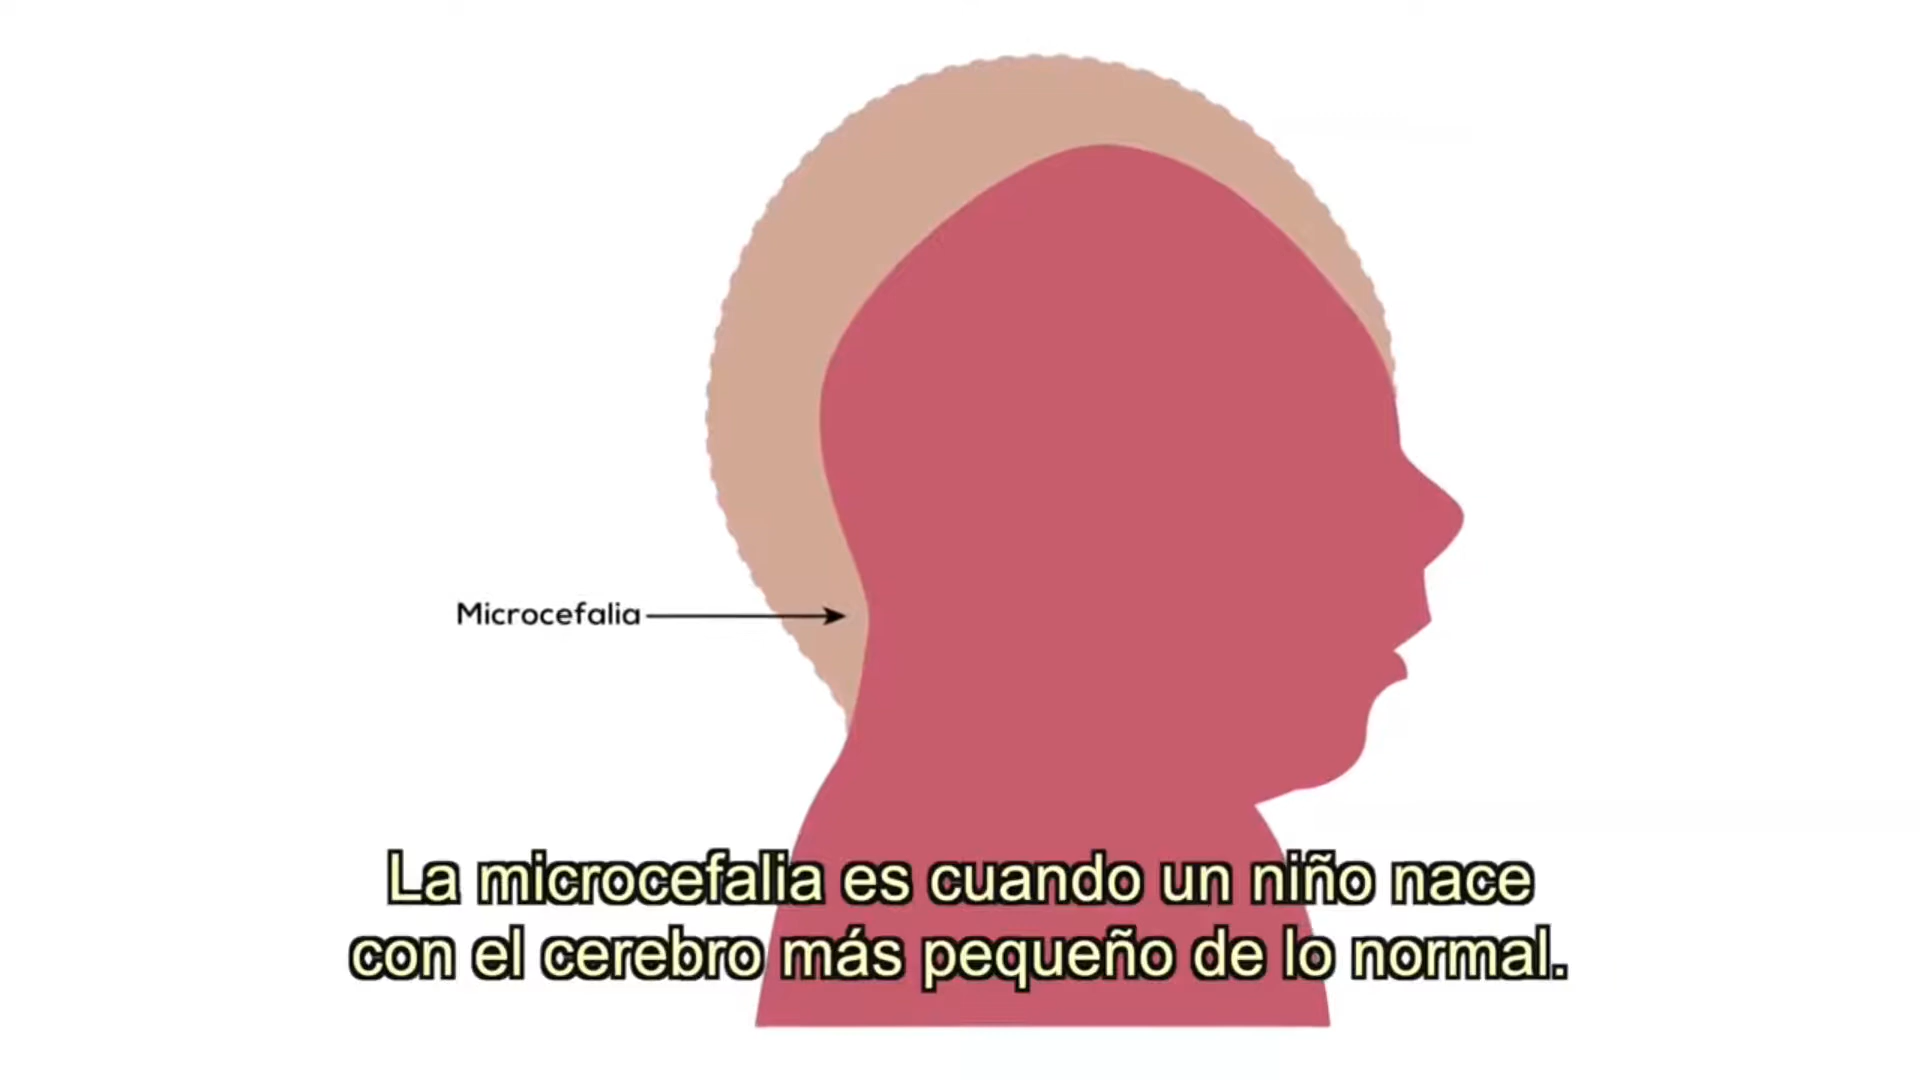 Microcefalia
La microcefalia es cuando un niño nace
con el cerebro más pequeño de lo normal.